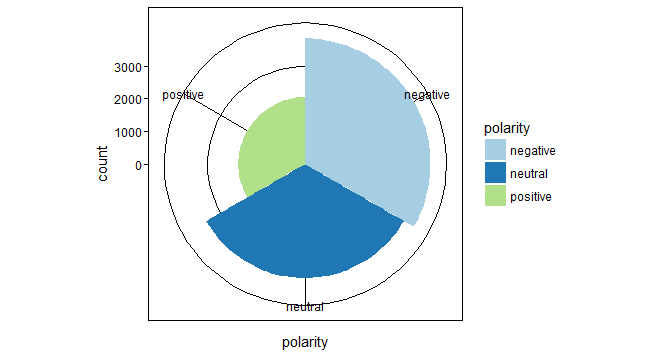 3000
2000
1000
0
count
positive
negative
neutral
polarity
polarity
negative
neutral
positive